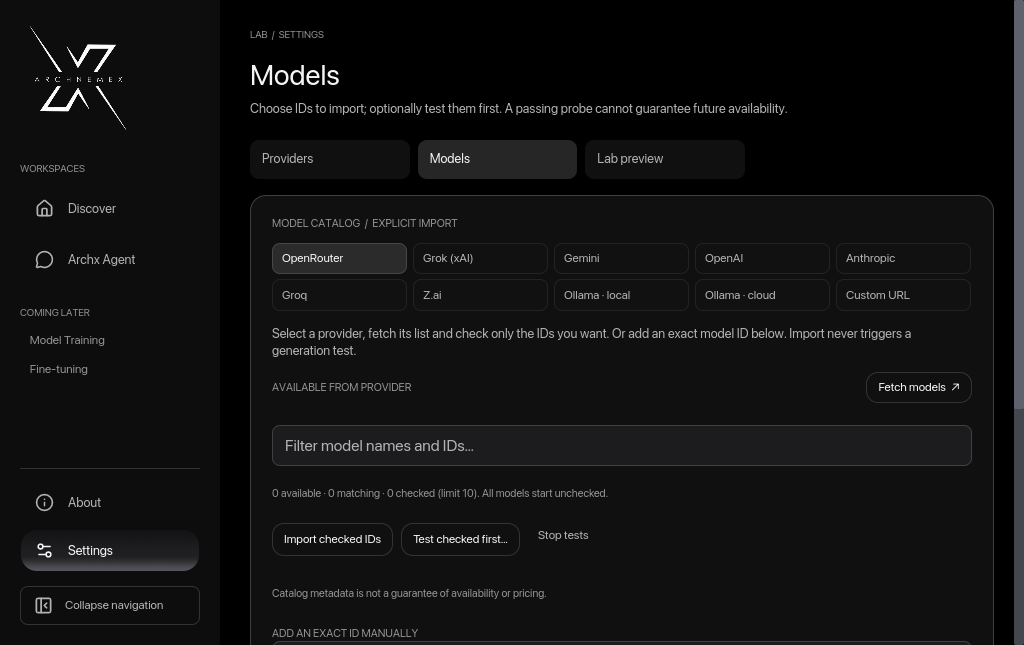 ARCHNEMEX
WORKSPACES
Discover
Archx Agent
COMING LATER
Model Training
Fine-tuning
About
Settings
Collapse navigation
LAB / SETTINGS
Models
Choose IDs to import; optionally test them first. A passing probe cannot guarantee future availability.
Providers
Models
Lab preview
MODEL CATALOG / EXPLICIT IMPORT
OpenRouter
Grok (xAI)
Gemini
OpenAI
Anthropic
Groq
Z.ai
Ollama · local
Ollama · cloud
Custom URL
Select a provider, fetch its list and check only the IDs you want. Or add an exact model ID below. Import never triggers a
generation test.
AVAILABLE FROM PROVIDER
Fetch models ↗
Filter model names and IDs...
0 available · 0 matching · 0 checked (limit 10). All models start unchecked.
Import checked IDs
Test checked first...
Stop tests
Catalog metadata is not a guarantee of availability or pricing.
ADD AN EXACT ID MANUALLY